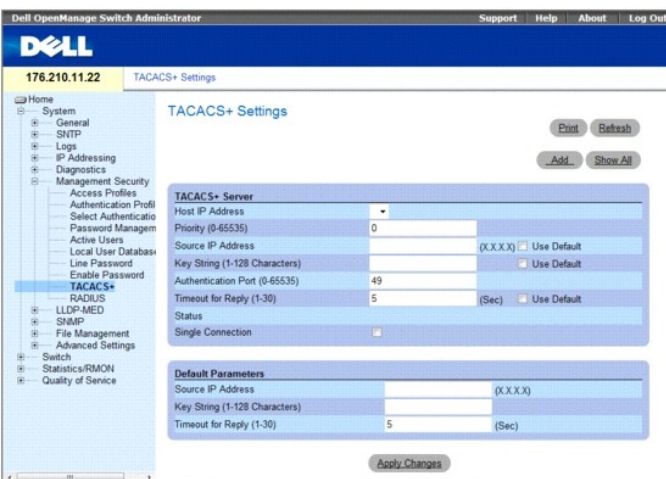 Dell OpenManage Switch Administrator Support Help About Log Out
DELL
176.210.11.22 TACACS+ Settings
Home
System
General
SNTP
Logs
IP Addressing
Diagnostics
Management Security
Access Profiles
Authentication Profil
Select Authenticatio
Password Managem
Active Users
Local User Database
Line Password
Enable Password
TACACS+
RADIUS
LLDP-MED
SNMP
File Management
Advanced Settings
Switch
Statistics/RMON
Quality of Service
TACACS+ Settings
Print Refresh
Add Show All
TACACS+ Server
Host IP Address
Priority (0-65535) 0
Source IP Address (X.X.X.X) Use Default
Key String (1-128 Characters) Use Default
Authentication Port (0-65535) 49
Timeout for Reply (1-30) 5 (Sec) Use Default
Status
Single Connection
Default Parameters
Source IP Address (X.X.X.X)
Key String (1-128 Characters)
Timeout for Reply (1-30) 5 (Sec)
Apply Changes